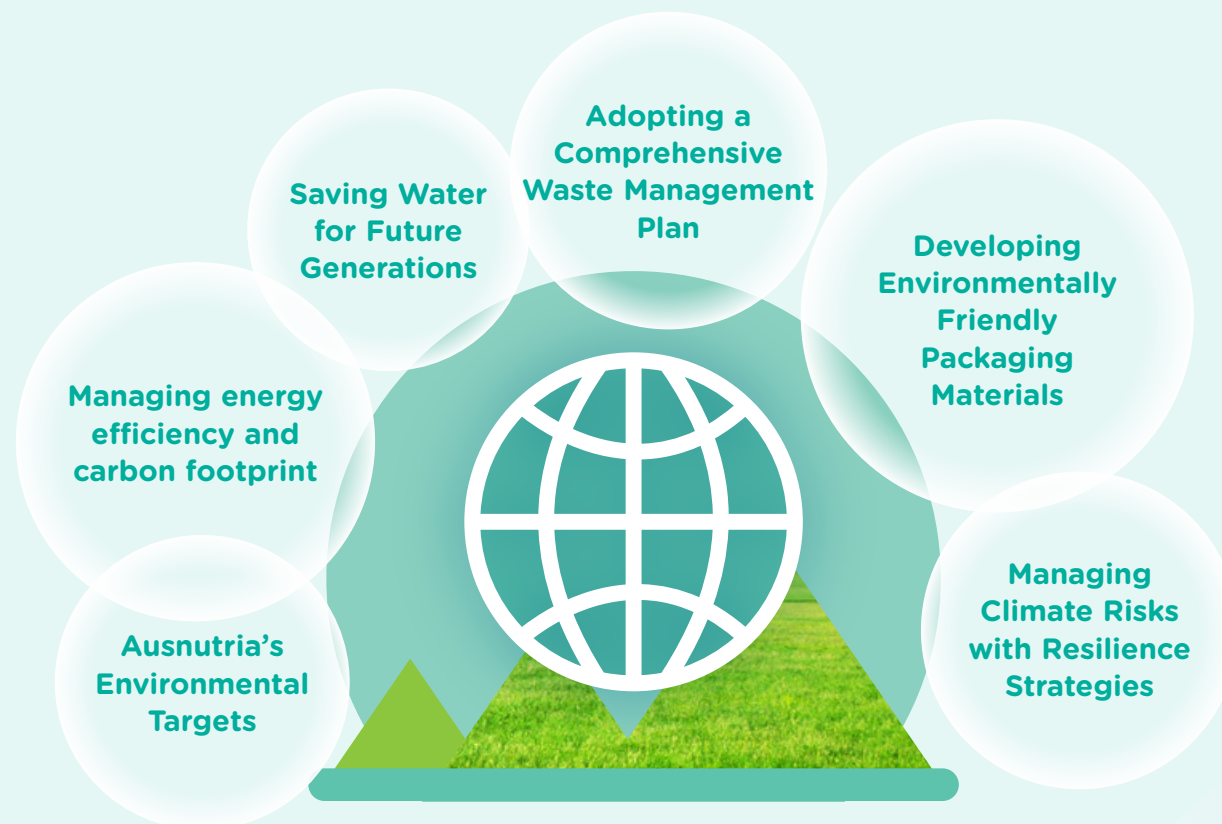 Adopting a
Comprehensive
Waste Management
Plan
Saving Water
for Future
Generations
Developing
Environmentally
Friendly
Packaging
Materials
Managing energy
efficiency and
carbon footprint
Managing
Climate Risks
with Resilience
Strategies
Ausnutria’s
Environmental
Targets